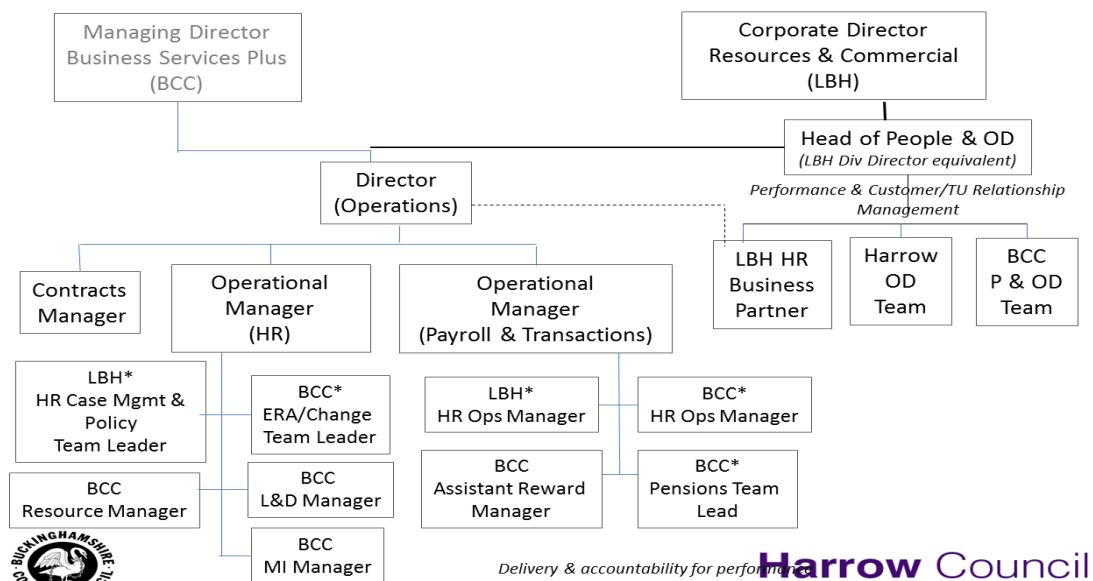 Managing Director
Business Services Plus
(BCC)
Corporate Director
Resources & Commercial
(LBH)
Head of People & OD
(LBH Div Director equivalent)
Performance & Customer/TU Relationship
Management
Director
(Operations)
LBH HR
Business
Partner
Harrow
OD
Team
BCC
P & OD
Team
Contracts
Manager
Operational
Manager
(HR)
Operational
Manager
(Payroll & Transactions)
LBH*
HR Case Mgmt &
Policy
Team Leader
BCC*
ERA/Change
Team Leader
LBH*
HR Ops Manager
BCC*
HR Ops Manager
BCC
Resource Manager
BCC
L&D Manager
BCC
Assistant Reward
Manager
BCC*
Pensions Team
Lead
BCC
MI Manager
BUCKINGHAMSHIRE
Delivery & accountability for performance
Harrow Council